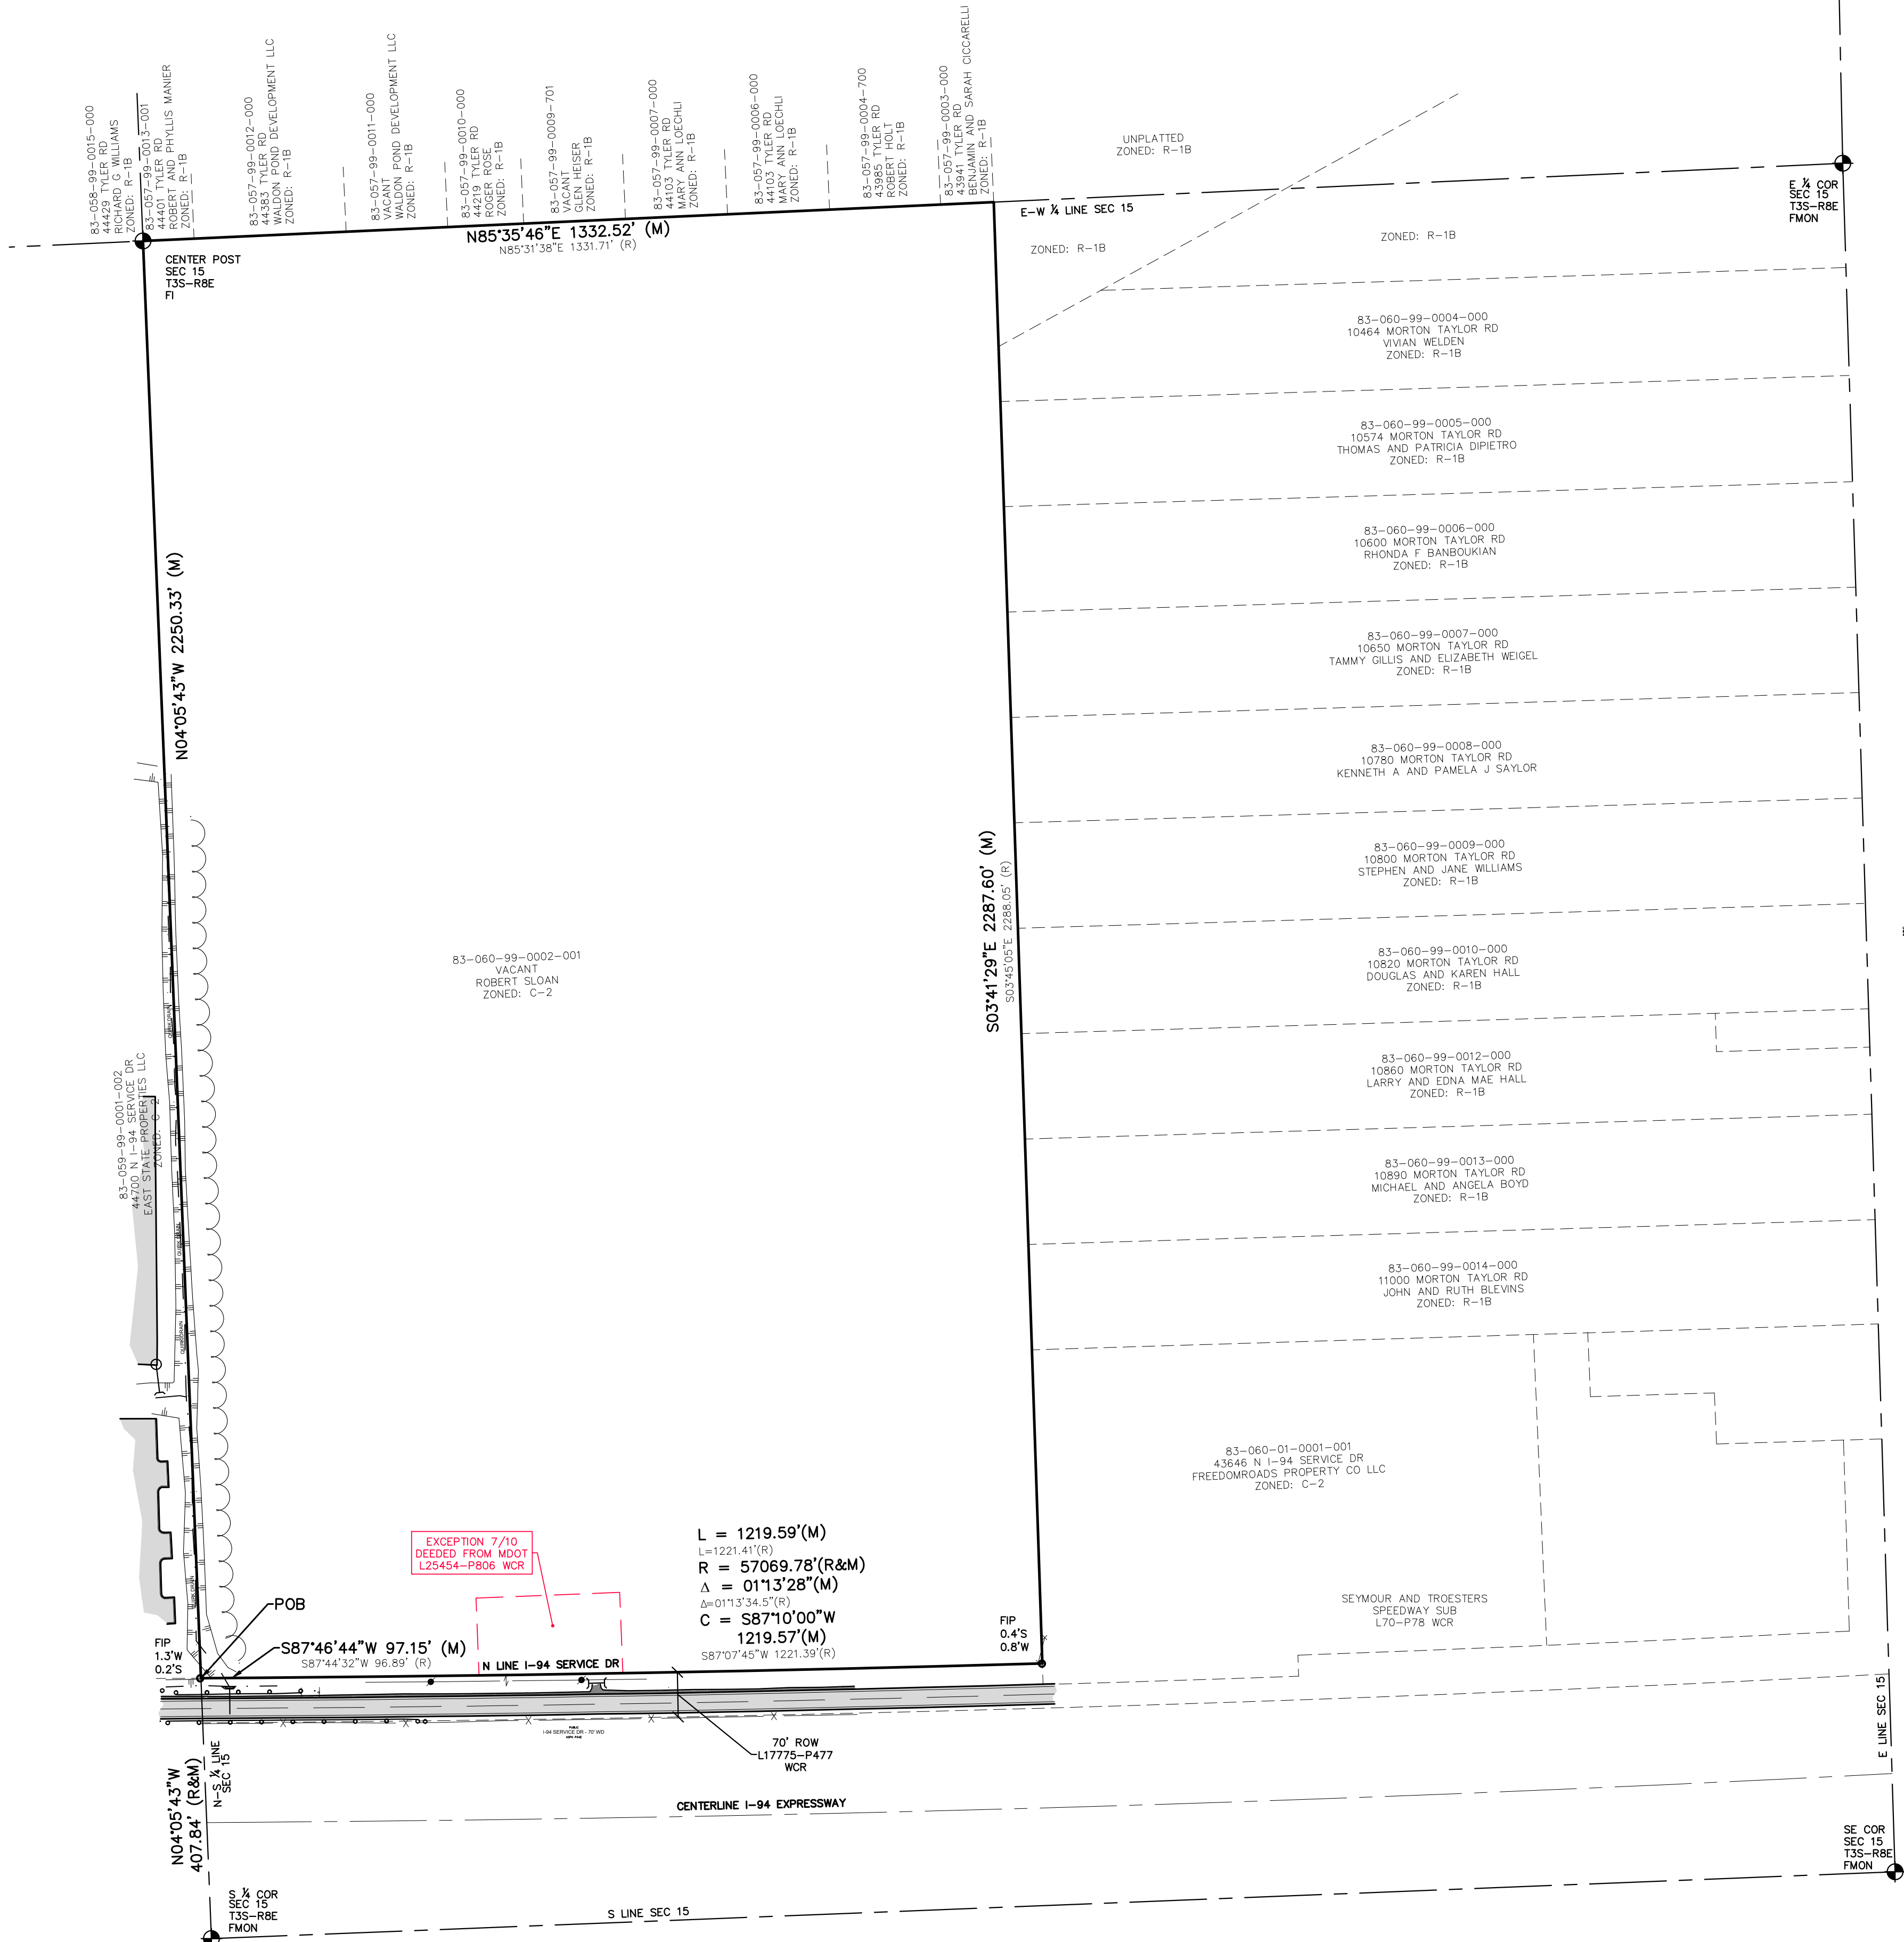 83-058-99-0015-000
44429 TYLER RD
RICHARD G WILLIAMS
ZONED: R-1B
83-057-99-0013-001
44401 TYLER RD
ROBERT AND PHYLLIS MANIER
ZONED: R-1B
83-057-99-0012-000
44383 TYLER RD
WALDON POND DEVELOPMENT LLC
ZONED: R-1B
83-057-99-0011-000
VACANT
WALDON POND DEVELOPMENT LLC
ZONED: R-1B
83-057-99-0010-000
44219 TYLER RD
ROGER ROSE
ZONED: R-1B
83-057-99-0009-701
VACANT
GLEN HEISER
ZONED: R-1B
83-057-99-0007-000
44103 TYLER RD
MARY ANN LOECHLI
ZONED: R-1B
83-057-99-0006-000
44103 TYLER RD
MARY ANN LOECHLI
ZONED: R-1B
83-057-99-0004-700
43985 TYLER RD
ROBERT HOLT
ZONED: R-1B
83-057-99-0003-000
43941 TYLER RD
BENJAMIN AND SARAH CICCARELLI
ZONED: R-1B
UNPLATTED
ZONED: R-1B
E ¼ COR
SEC 15
T3S-R8E
FMON
E-W ¼ LINE SEC 15
N85°35'46"E 1332.52' (M)
N85°31'38"E 1331.71' (R)
CENTER POST
SEC 15
T3S-R8E
FI
ZONED: R-1B
ZONED: R-1B
83-060-99-0004-000
10464 MORTON TAYLOR RD
VIVIAN WELDEN
ZONED: R-1B
83-060-99-0005-000
10574 MORTON TAYLOR RD
THOMAS AND PATRICIA DIPIETRO
ZONED: R-1B
83-060-99-0006-000
10600 MORTON TAYLOR RD
RHONDA F BANBOUKIAN
ZONED: R-1B
83-060-99-0007-000
10650 MORTON TAYLOR RD
TAMMY GILLIS AND ELIZABETH WEIGEL
ZONED: R-1B
83-060-99-0008-000
10780 MORTON TAYLOR RD
KENNETH A AND PAMELA J SAYLOR
83-060-99-0009-000
10800 MORTON TAYLOR RD
STEPHEN AND JANE WILLIAMS
ZONED: R-1B
83-060-99-0010-000
10820 MORTON TAYLOR RD
DOUGLAS AND KAREN HALL
ZONED: R-1B
83-060-99-0012-000
10860 MORTON TAYLOR RD
LARRY AND EDNA MAE HALL
ZONED: R-1B
83-060-99-0013-000
10890 MORTON TAYLOR RD
MICHAEL AND ANGELA BOYD
ZONED: R-1B
83-060-99-0014-000
11000 MORTON TAYLOR RD
JOHN AND RUTH BLEVINS
ZONED: R-1B
83-060-01-0001-001
43646 N I-94 SERVICE DR
FREEDOMROADS PROPERTY CO LLC
ZONED: C-2
SEYMOUR AND TROESTERS
SPEEDWAY SUB
L70-P78 WCR
N04°05'43"W 2250.33' (M)
S03°41'29"E 2287.60' (M)
S03°45'05"E 2288.05' (R)
83-060-99-0002-001
VACANT
ROBERT SLOAN
ZONED: C-2
83-059-99-0001-002
44700 N I-94 SERVICE DR
EAST STATE PROPERTIES LLC
ZONED: C-2
QUIRK DRAIN
QUIRK DRAIN
QUIRK DRAIN
QUIRK DRAIN
EXCEPTION 7/10
DEEDED FROM MDOT
L25454-P806 WCR
L = 1219.59'(M)
L=1221.41'(R)
R = 57069.78'(R&M)
Δ = 01°13'28"(M)
Δ=01°13'34.5"(R)
C = S87°10'00"W
1219.57'(M)
S87°07'45"W 1221.39'(R)
POB
FIP
1.3'W
0.2'S
S87°46'44"W 97.15' (M)
S87°44'32"W 96.89' (R)
N LINE I-94 SERVICE DR
FIP
0.4'S
0.8'W
PUBLIC
I-94 SERVICE DR - 70' WD
70' ROW
L17775-P477
WCR
N04°05'43"W
407.84' (R&M)
N-S ¼ LINE
SEC 15
CENTERLINE I-94 EXPRESSWAY
E LINE SEC 15
SE COR
SEC 15
T3S-R8E
FMON
S ¼ COR
SEC 15
T3S-R8E
FMON
S LINE SEC 15